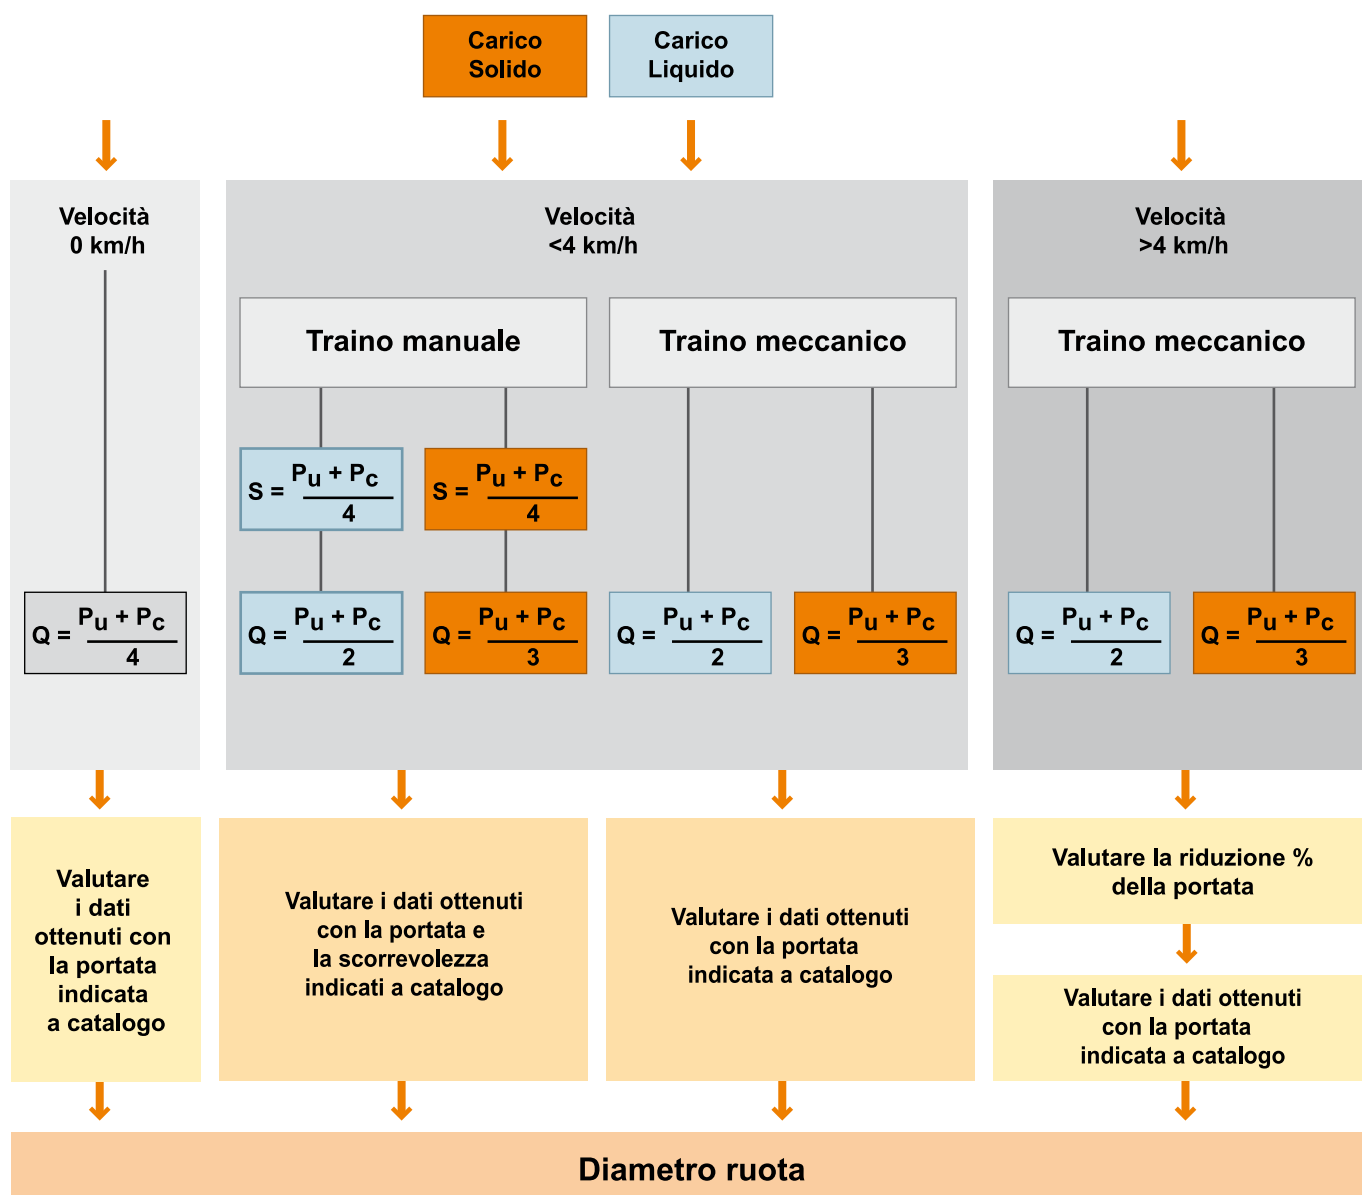 Carico
Solido
Carico
Liquido
Velocità
0 km/h
Velocità
<4 km/h
Velocità
>4 km/h
Traino manuale
Traino meccanico
Traino meccanico
S = Pu + Pc
4
S = Pu + Pc
4
Q = Pu + Pc
4
Q = Pu + Pc
2
Q = Pu + Pc
3
Q = Pu + Pc
2
Q = Pu + Pc
3
Q = Pu + Pc
2
Q = Pu + Pc
3
Valutare
i dati
ottenuti con
la portata
indicata
a catalogo
Valutare i dati ottenuti
con la portata e
la scorrevolezza
indicati a catalogo
Valutare i dati ottenuti
con la portata
indicata a catalogo
Valutare la riduzione %
della portata
Valutare i dati ottenuti
con la portata
indicata a catalogo
Diametro ruota